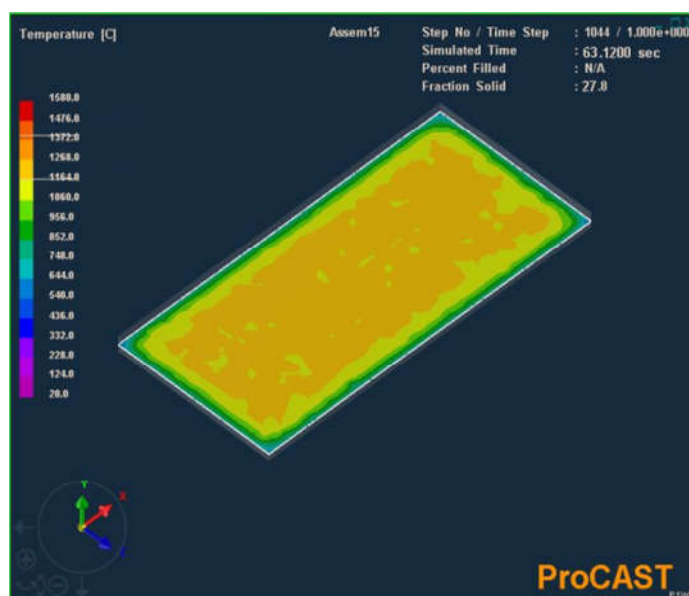 Temperature [C]
Assem15
Step No / Time Step : 1044 / 1.000e+000
Simulated Time : 63.1200 sec
Percent Filled : N/A
Fraction Solid : 27.8
1580.0
1476.0
1372.0
1268.0
1164.0
1060.0
956.0
852.0
748.0
644.0
540.0
436.0
332.0
228.0
124.0
20.0
Y
X
ProCAST